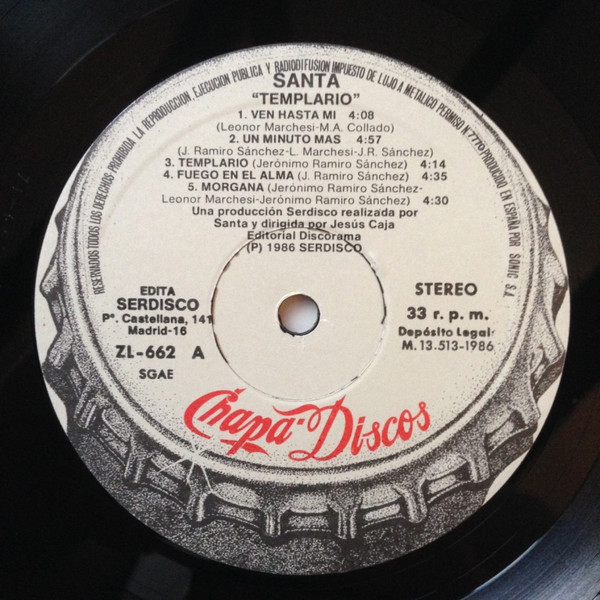 RESERVADOS TODOS LOS DERECHOS PROHIBIDA LA REPRODUCCION, EJECUCION PUBLICA Y RADIODIFUSION IMPUESTO DE LUJO A METALICO PERMISO K7770 PRODUCIDO EN ESPAÑA POR SONIC S.A.
SANTA
"TEMPLARIO"
1. VEN HASTA MI 4:08
(Leonor Marchesi-M.A. Collado)
2. UN MINUTO MAS 4:57
(J. Ramiro Sánchez-L. Marchesi-J.R. Sánchez)
3. TEMPLARIO (Jerónimo Ramiro Sánchez) 4:14
4. FUEGO EN EL ALMA (J. Ramiro Sánchez) 4:35
5. MORGANA (Jerónimo Ramiro Sánchez-
Leonor Marchesi-Jerónimo Ramiro Sánchez) 4:30
Una producción Serdisco realizada por
Santa y dirigida por Jesús Caja
Editorial Discorama
(P) 1986 SERDISCO
EDITA
SERDISCO
Pº. Castellana, 141
Madrid-16
ZL-662 A
SGAE
STEREO
33 r. p. m.
Depósito Legal:
M. 13.513-1986
Chapa-Discos